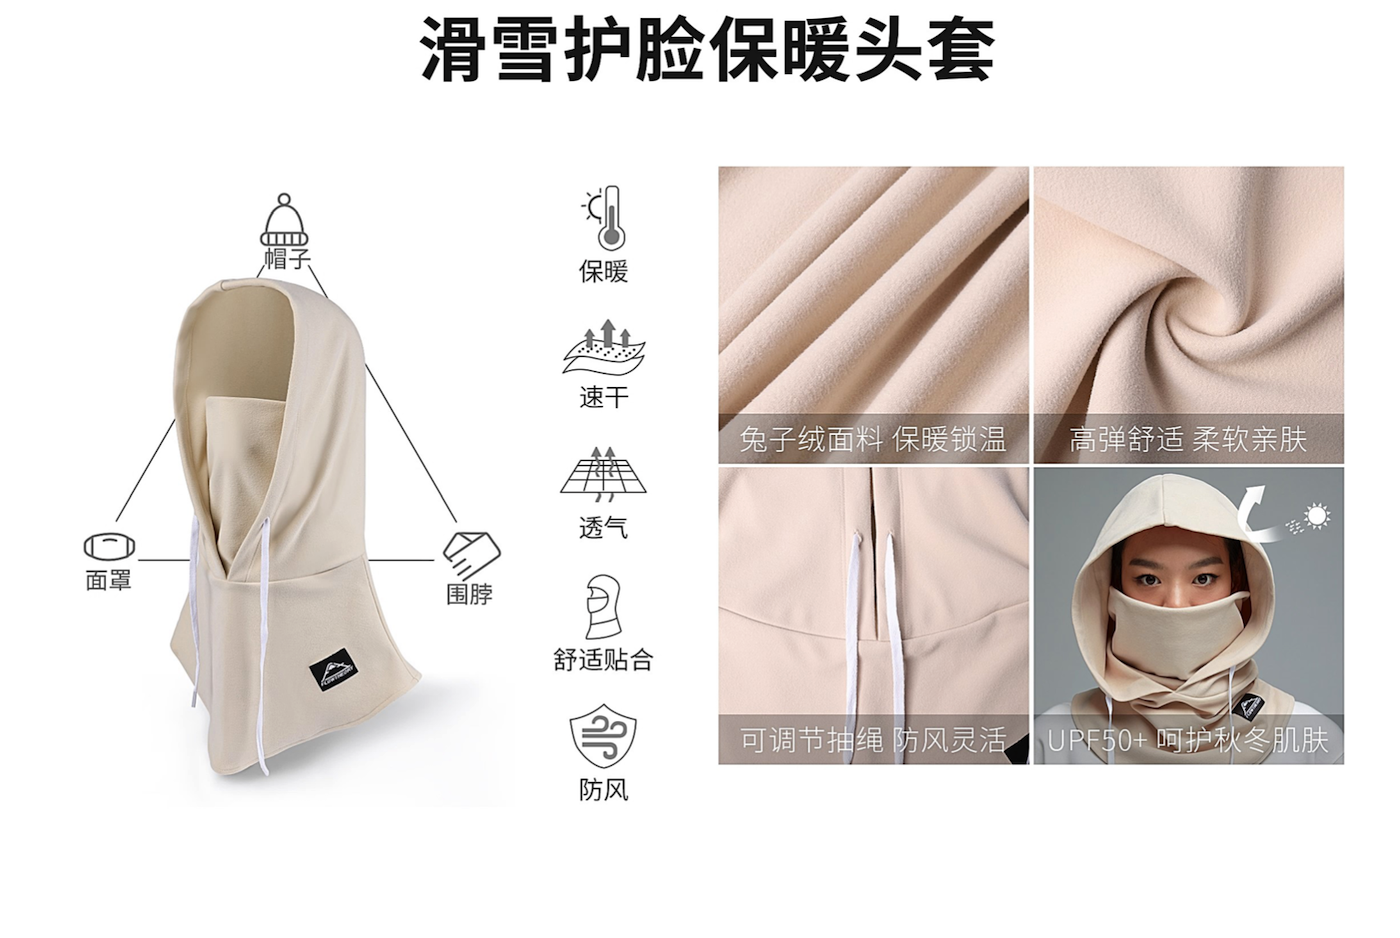 滑雪护脸保暖头套
帽子
面罩
围脖
保暖
速干
透气
舒适贴合
防风
兔子绒面料 保暖锁温
高弹舒适 柔软亲肤
可调节抽绳 防风灵活
UPF50+ 呵护秋冬肌肤